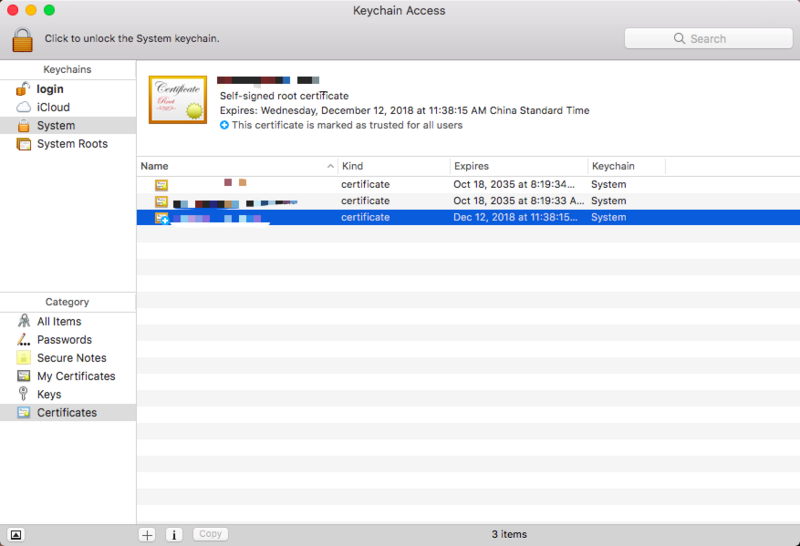 Keychain Access
Click to unlock the System keychain.
Search
Keychains
login
iCloud
System
System Roots
Certificate
Root
Self-signed root certificate
Expires: Wednesday, December 12, 2018 at 11:38:15 AM China Standard Time
This certificate is marked as trusted for all users
Name Kind Expires Keychain
certificate Oct 18, 2035 at 8:19:34... System
certificate Oct 18, 2035 at 8:19:33 A... System
certificate Dec 12, 2018 at 11:38:15... System
Category
All Items
Passwords
Secure Notes
My Certificates
Keys
Certificates
+ i Copy 3 items